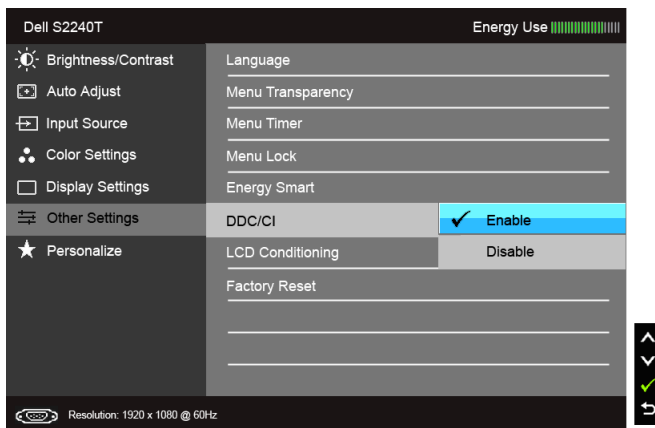 Dell S2240T
Energy Use
Brightness/Contrast
Auto Adjust
Input Source
Color Settings
Display Settings
Other Settings
Personalize
Language
Menu Transparency
Menu Timer
Menu Lock
Energy Smart
DDC/CI
Enable
Disable
LCD Conditioning
Factory Reset
Resolution: 1920 x 1080 @ 60Hz